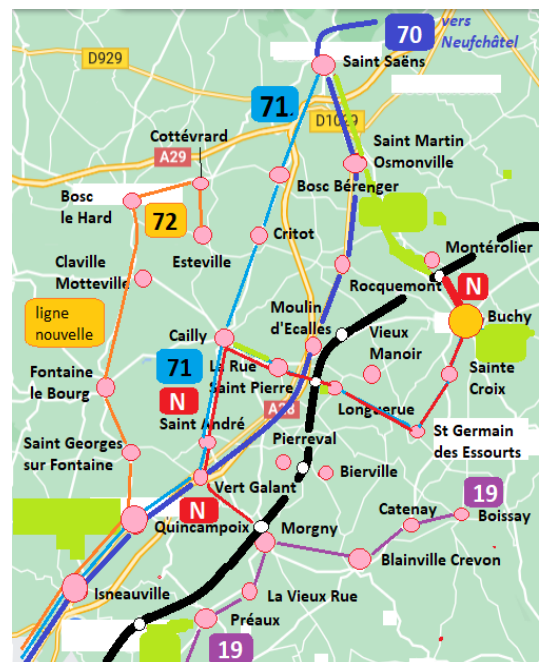 70
vers
Neufchâtel
Saint Saëns
D929
71
D1029
Cottévrard
A29
Saint Martin
Osmonville
Bosc Bérenger
Bosc
le Hard
72
Critot
Esteville
Montérolier
Claville
Motteville
Rocquemont
N
Buchy
ligne
nouvelle
Moulin
d'Ecalles
Cailly
Vieux
Manoir
71
La Rue
Saint Pierre
Sainte
Croix
Fontaine
le Bourg
N
Longuerue
Saint André
St Germain
des Essourts
Saint Georges
sur Fontaine
Pierreval
Bierville
Vert Galant
19
N
Catenay
Boissay
Quincampoix
Morgny
Blainville Crevon
Isneauville
La Vieux Rue
Préaux
19